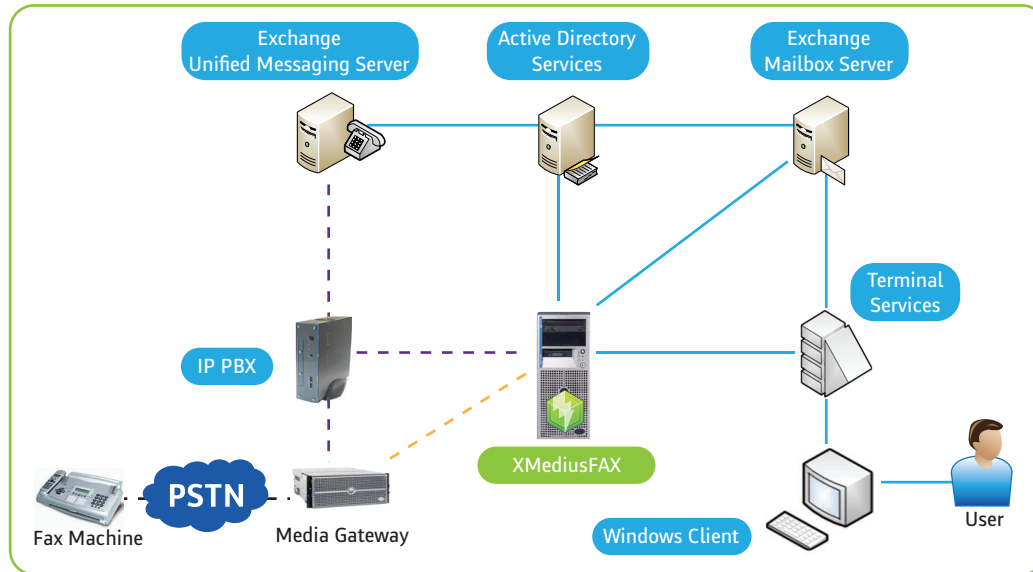 Exchange
Unified Messaging Server
Active Directory
Services
Exchange
Mailbox Server
Terminal
Services
IP PBX
XMediusFAX
PSTN
Fax Machine
Media Gateway
Windows Client
User